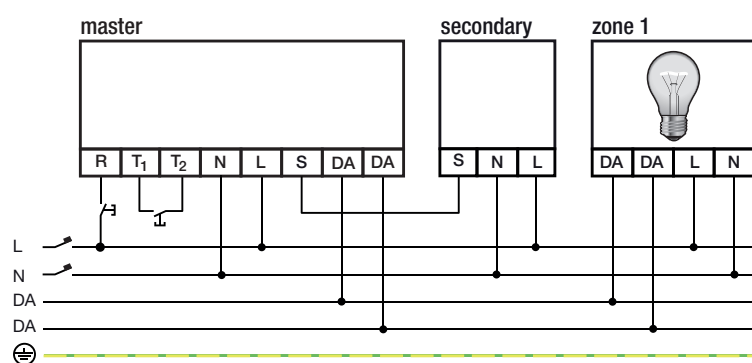 master secondary zone 1
R T₁ T₂ N L S DA DA S N L DA DA L N
L
N
DA
DA